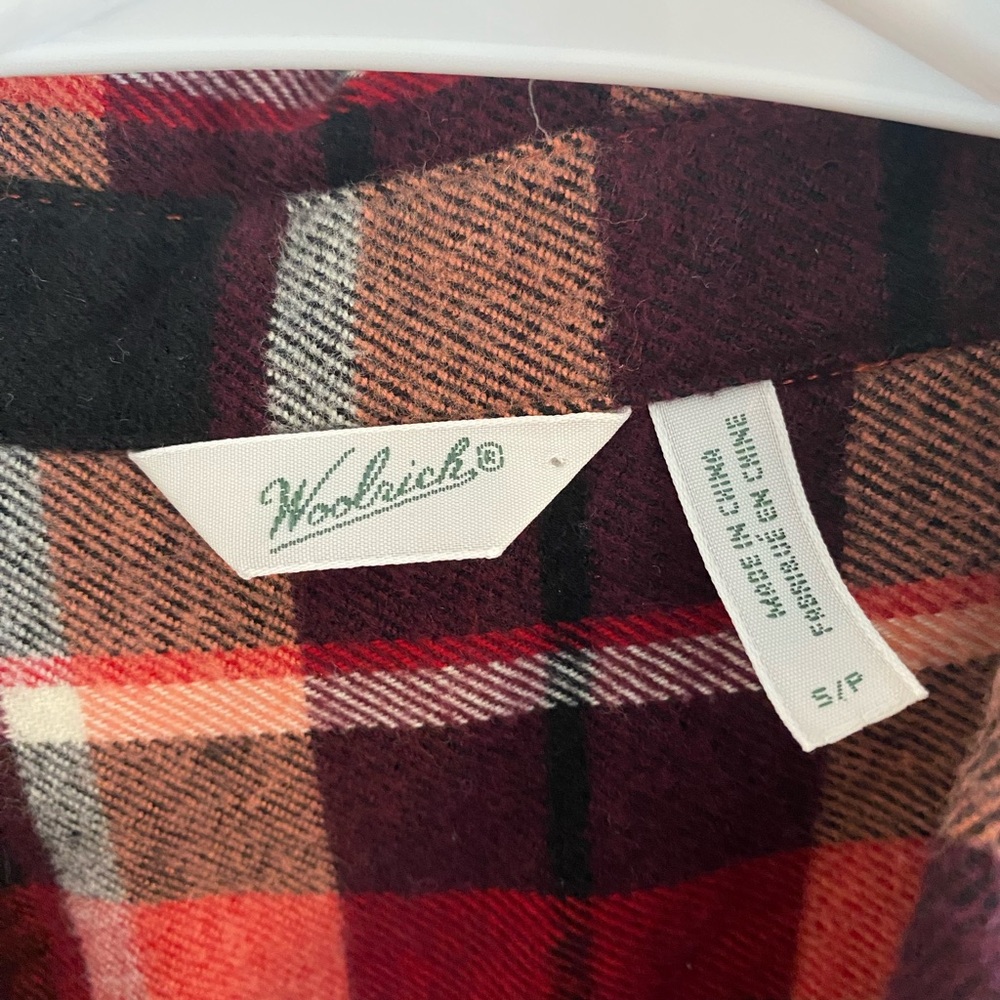 Woolrich®
MADE IN CHINA
FABRIQUÉ EN CHINE
S/P